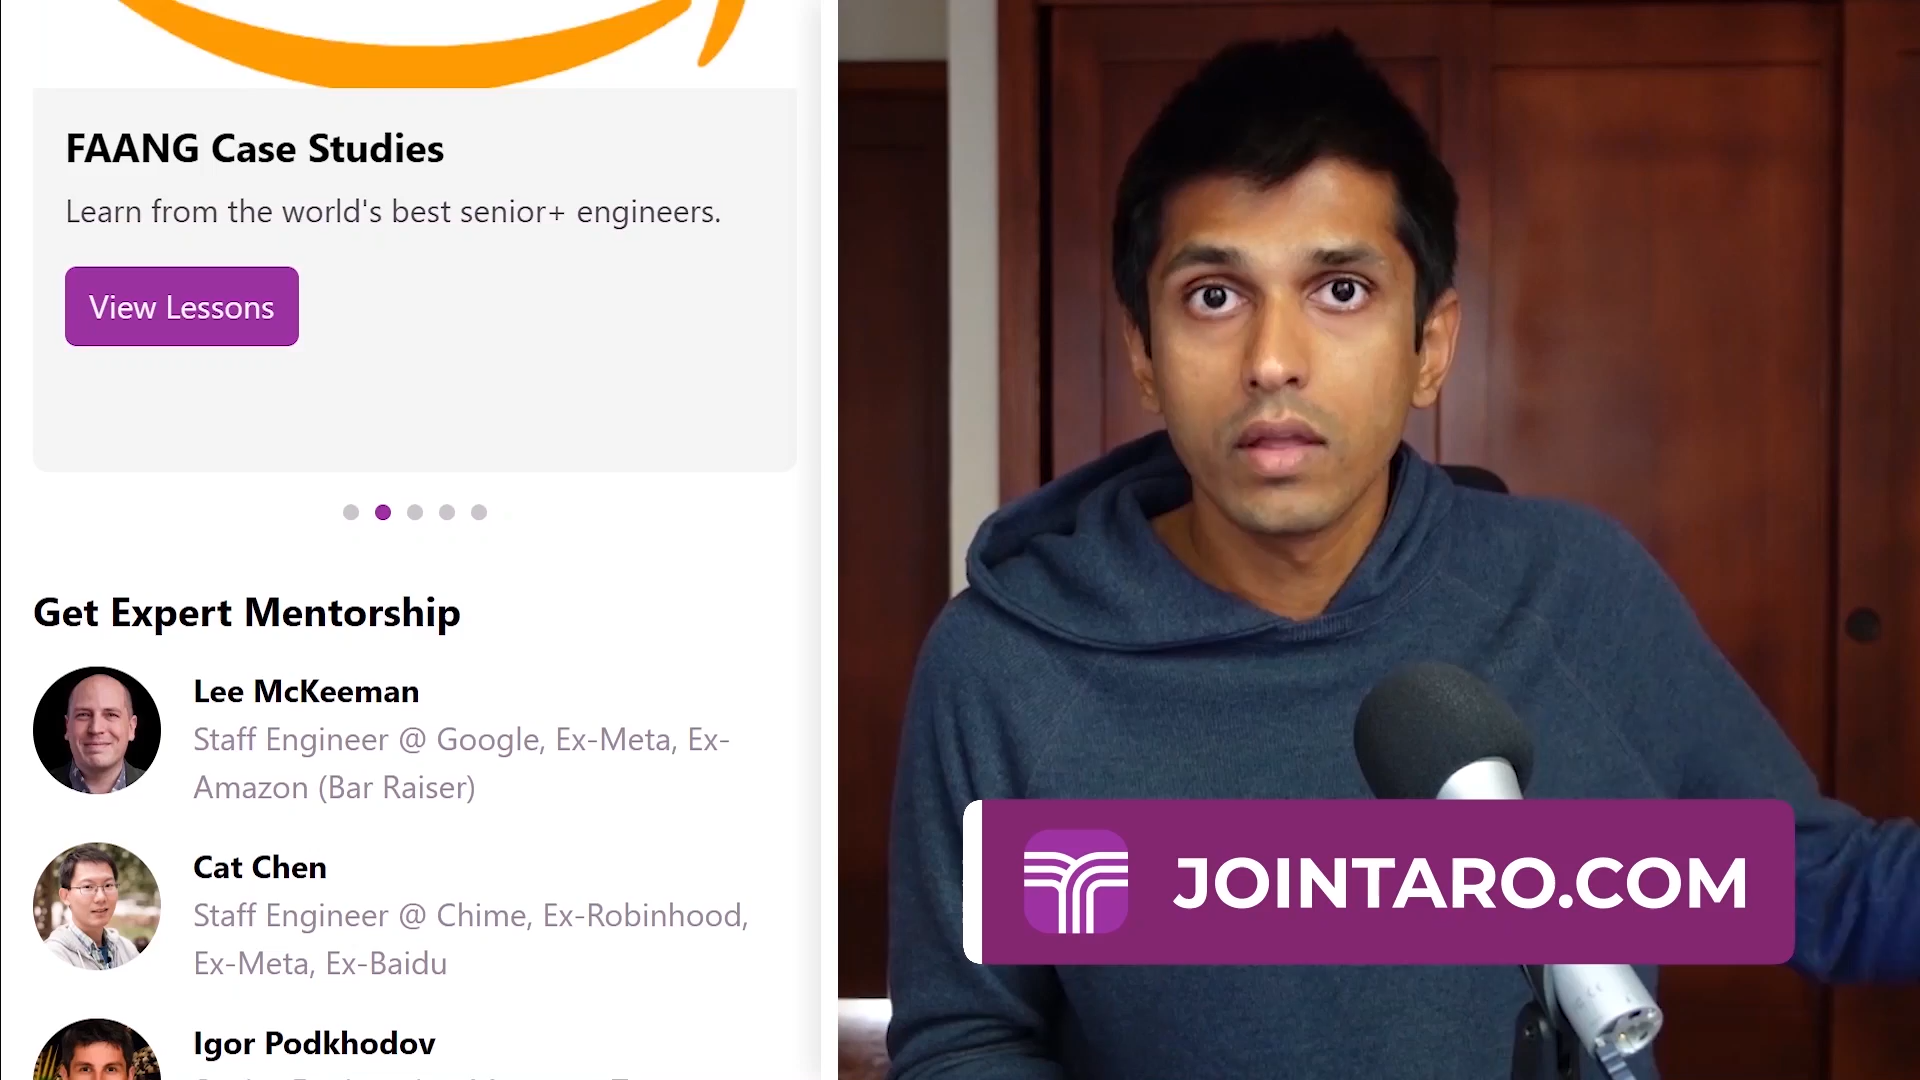 FAANG Case Studies
Learn from the world's best senior+ engineers.
View Lessons
Get Expert Mentorship
Lee McKeeman
Staff Engineer @ Google, Ex-Meta, Ex-
Amazon (Bar Raiser)
Cat Chen
Staff Engineer @ Chime, Ex-Robinhood,
Ex-Meta, Ex-Baidu
Igor Podkhodov
JOINTARO.COM